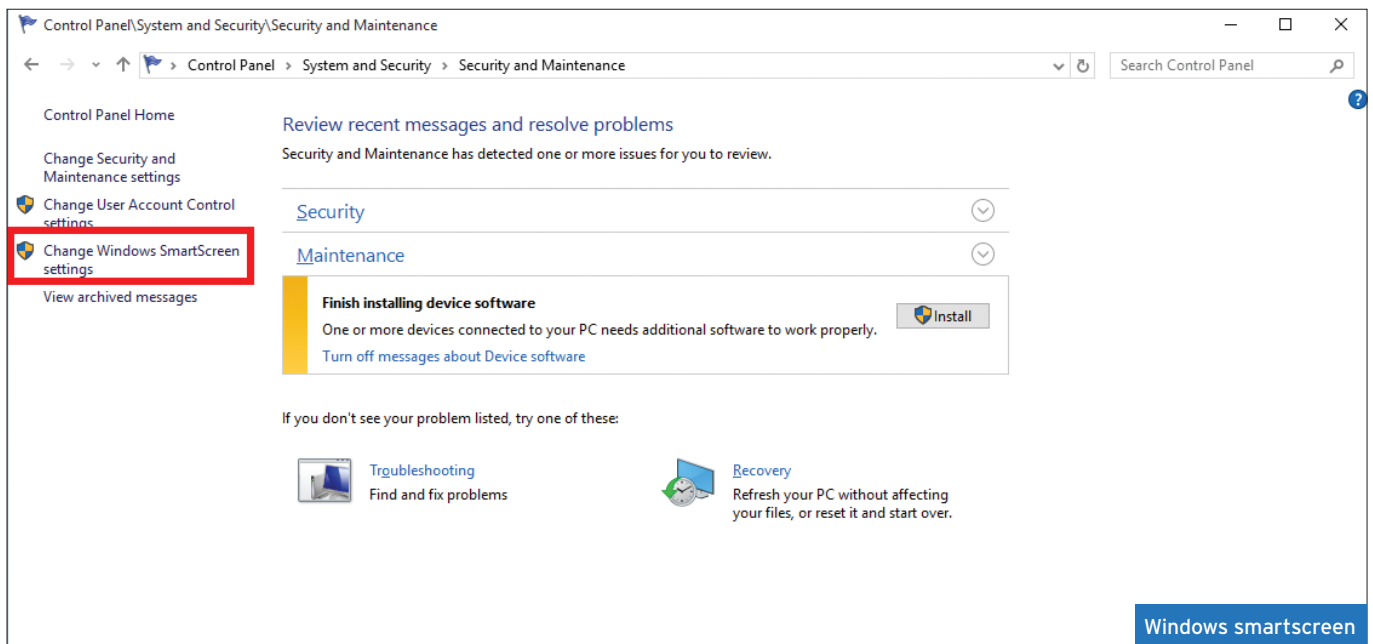 Control Panel\System and Security\Security and Maintenance
Control Panel > System and Security > Security and Maintenance
Search Control Panel
Control Panel Home
Change Security and
Maintenance settings
Change User Account Control
settings
Change Windows SmartScreen
settings
View archived messages
Review recent messages and resolve problems
Security and Maintenance has detected one or more issues for you to review.
Security
Maintenance
Finish installing device software
One or more devices connected to your PC needs additional software to work properly.
Install
Turn off messages about Device software
If you don't see your problem listed, try one of these:
Troubleshooting
Find and fix problems
Recovery
Refresh your PC without affecting
your files, or reset it and start over.
Windows smartscreen